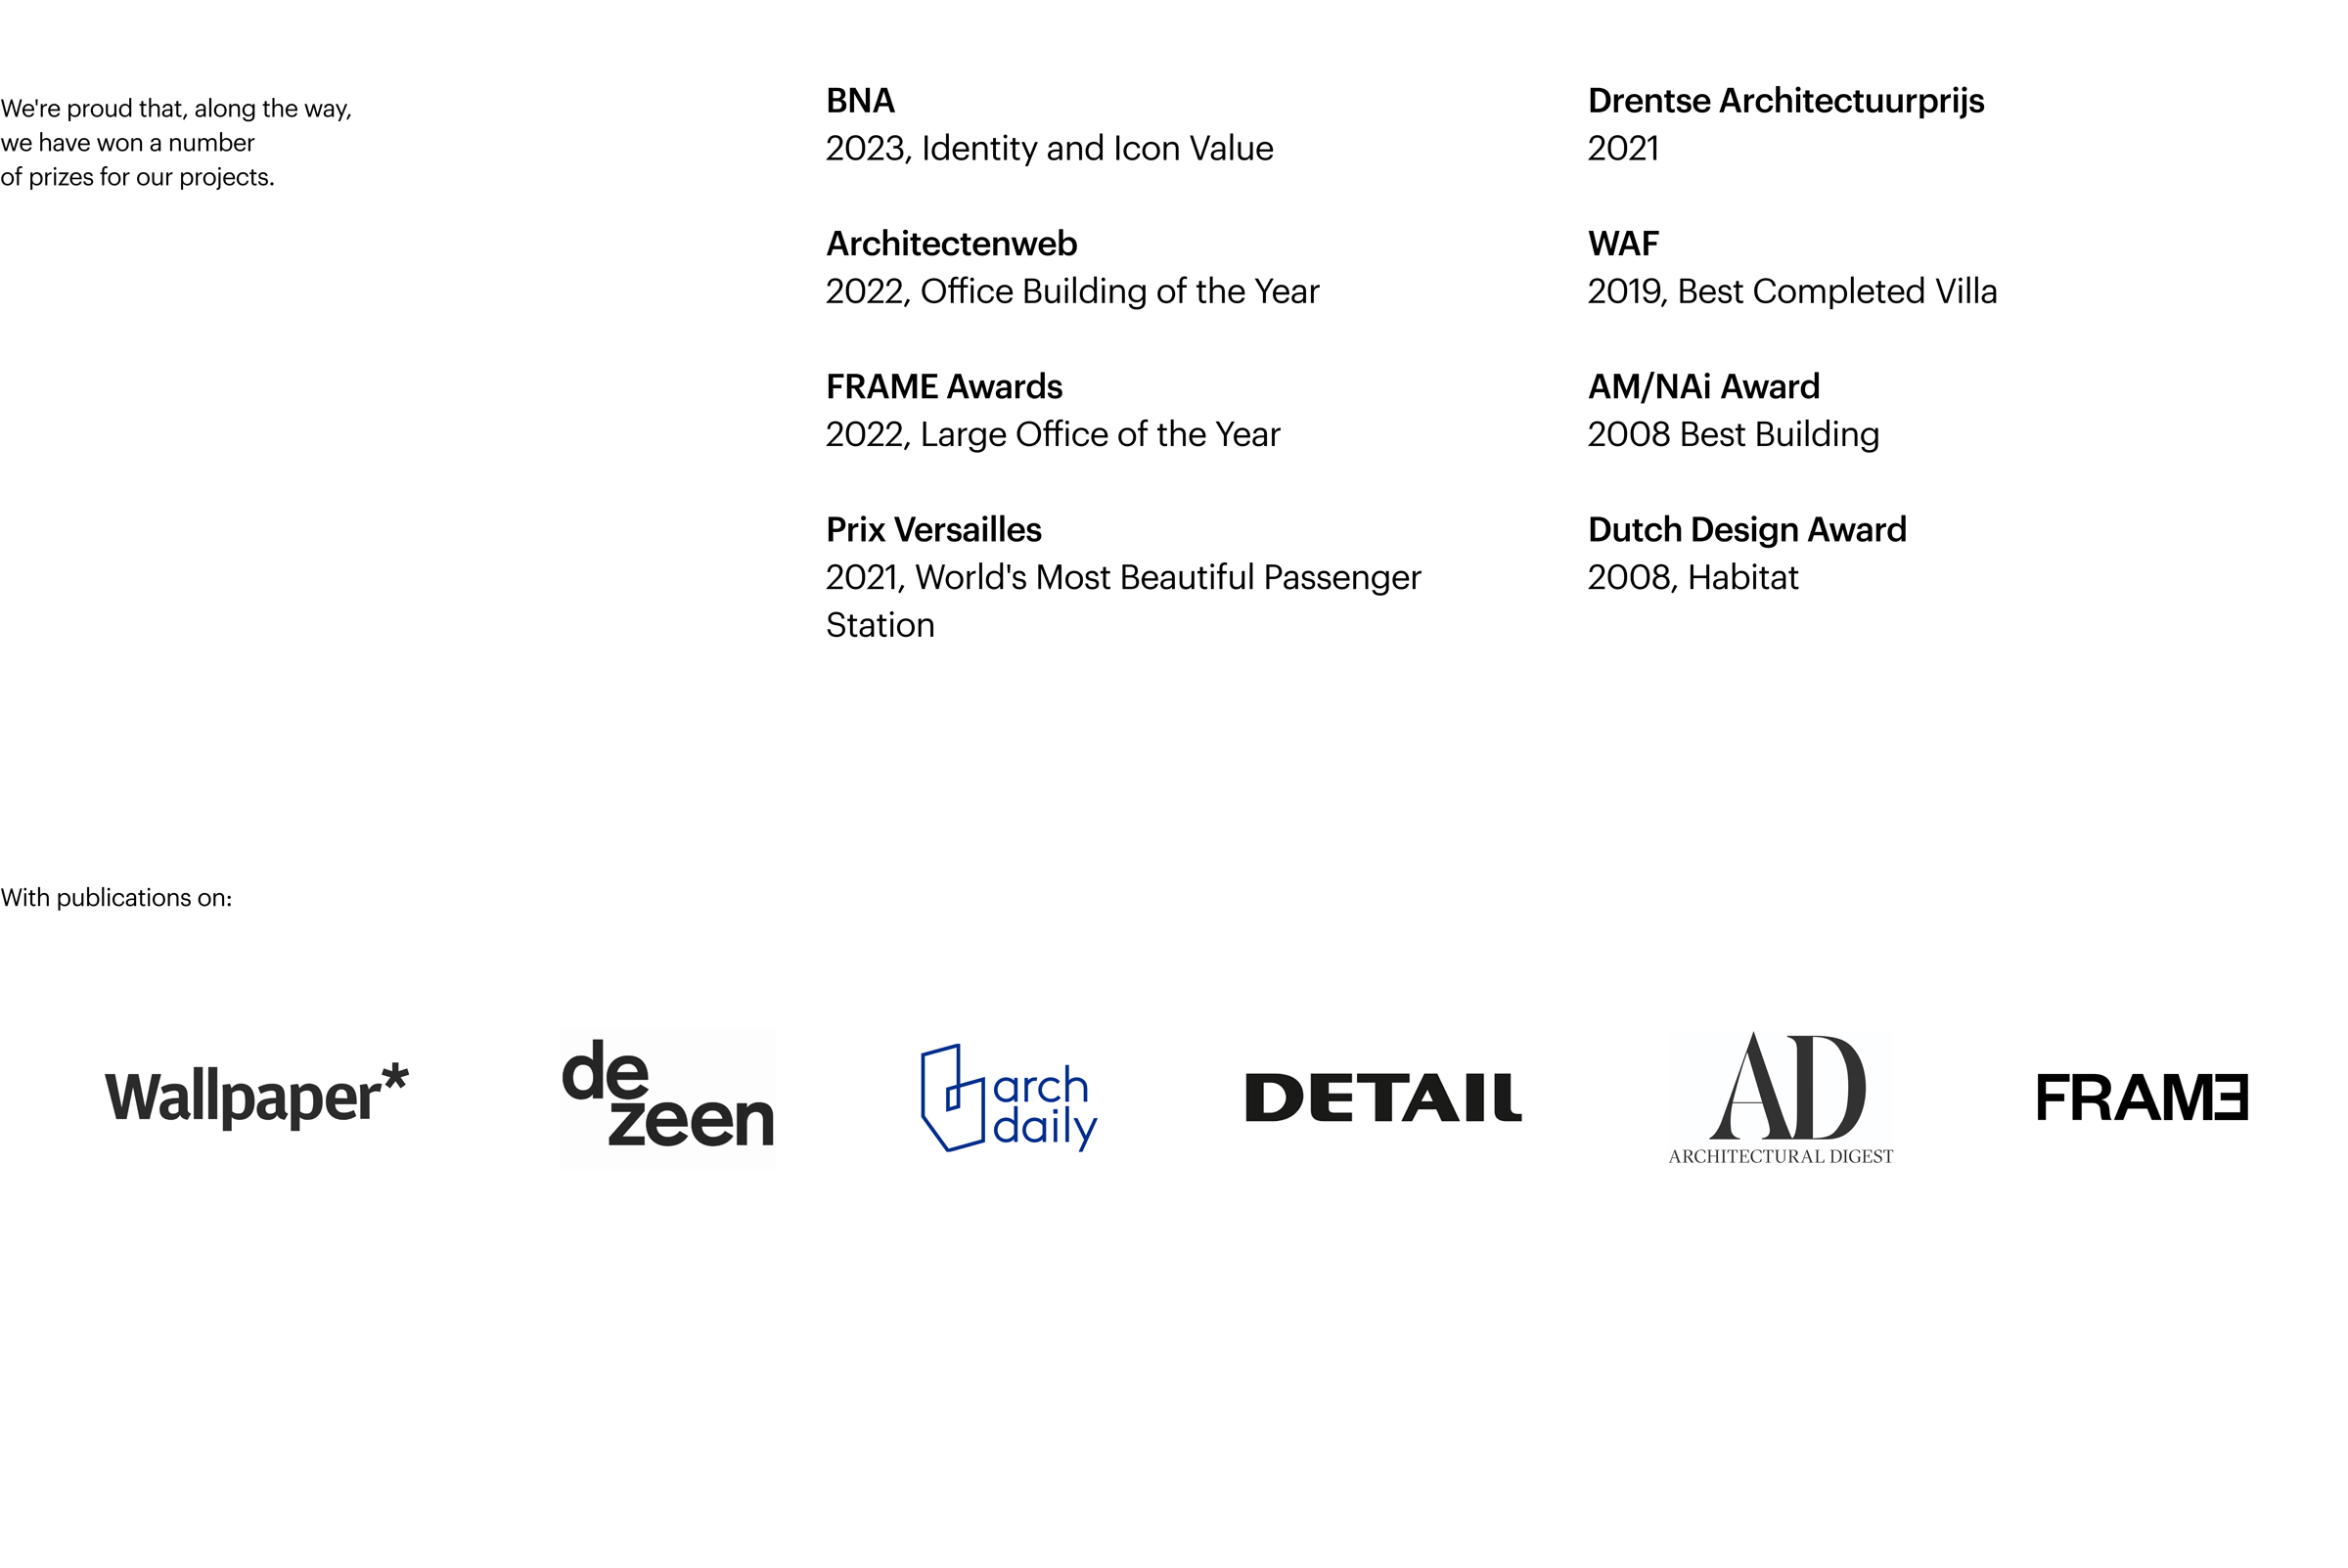 We're proud that, along the way,
we have won a number
of prizes for our projects.
BNA
2023, Identity and Icon Value
Architectenweb
2022, Office Building of the Year
FRAME Awards
2022, Large Office of the Year
Prix Versailles
2021, World's Most Beautiful Passenger
Station
Drentse Architectuurprijs
2021
WAF
2019, Best Completed Villa
AM/NAi Award
2008 Best Building
Dutch Design Award
2008, Habitat
With publications on:
Wallpaper*
de
zeen
arch
daily
DETAIL
AD
ARCHITECTURAL DIGEST
FRAME